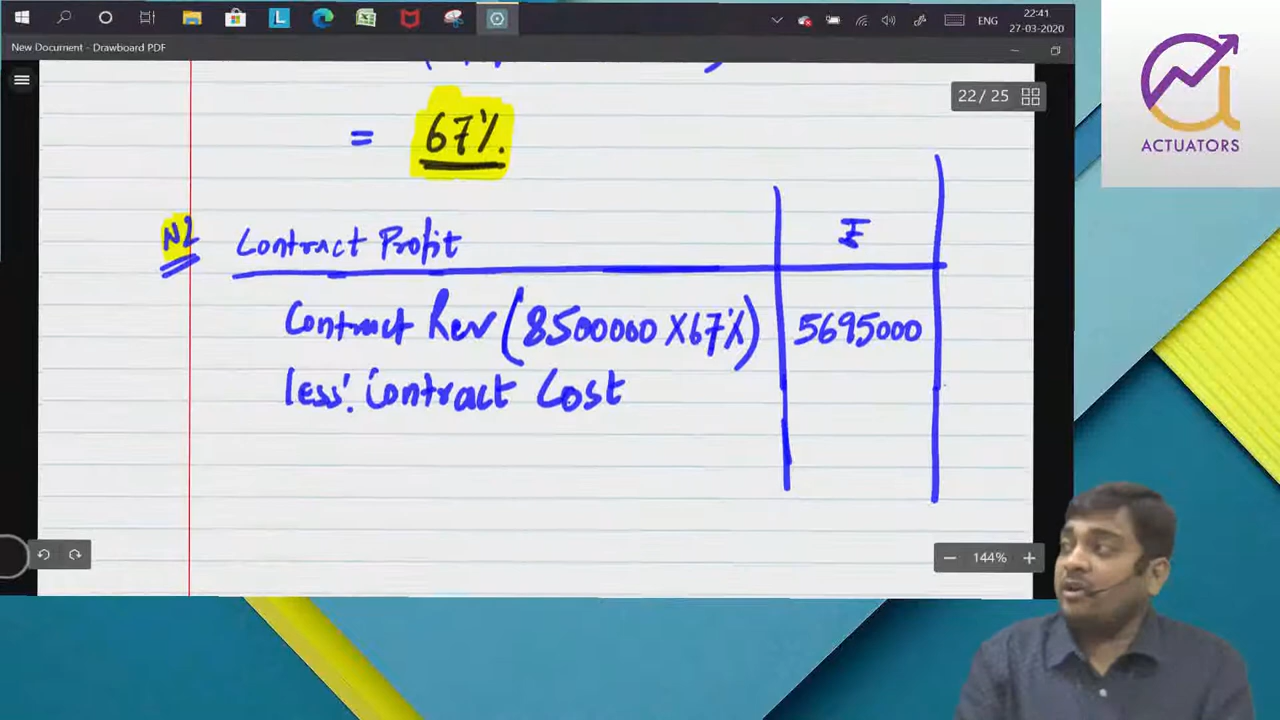 22:41
ENG
27-03-2020
New Document - Drawboard PDF
22 / 25
ACTUATORS
= 67%.
N2 Contract Profit ₹
Contract Rev (8500000 X 67%) 5695000
less: Contract Cost
144%